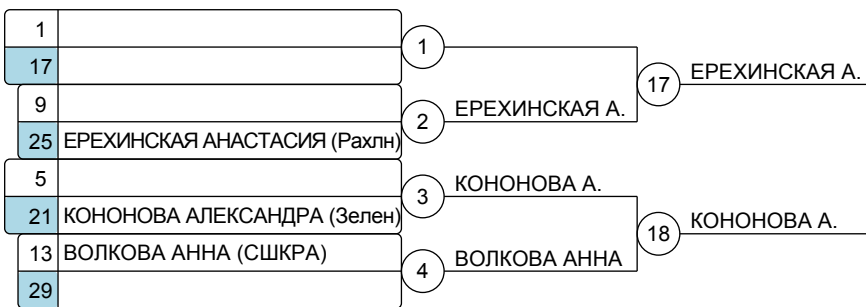 1
17
1
ЕРЕХИНСКАЯ А.
17
9
ЕРЕХИНСКАЯ А.
2
25 ЕРЕХИНСКАЯ АНАСТАСИЯ (Рахлн)
5
КОНОНОВА А.
3
21 КОНОНОВА АЛЕКСАНДРА (Зелен)
КОНОНОВА А.
18
13 ВОЛКОВА АННА (СШКРА)
ВОЛКОВА АННА
4
29